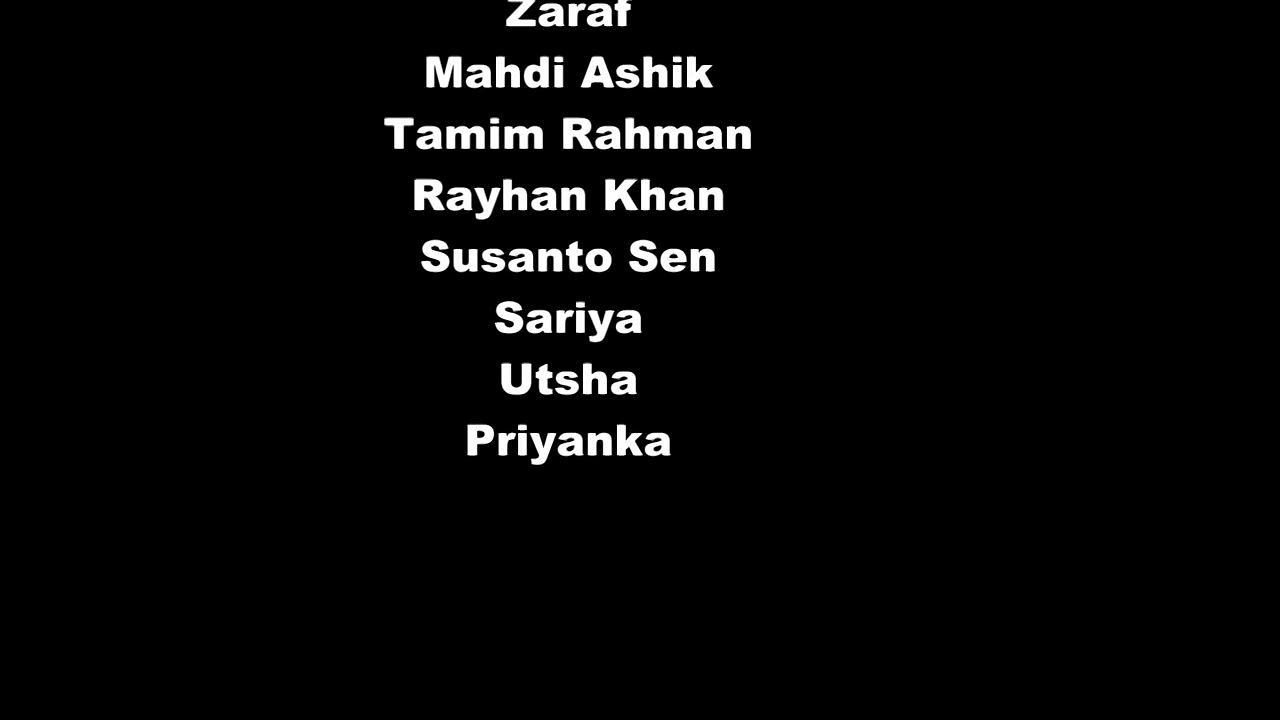 Zaraf
Mahdi Ashik
Tamim Rahman
Rayhan Khan
Susanto Sen
Sariya
Utsha
Priyanka